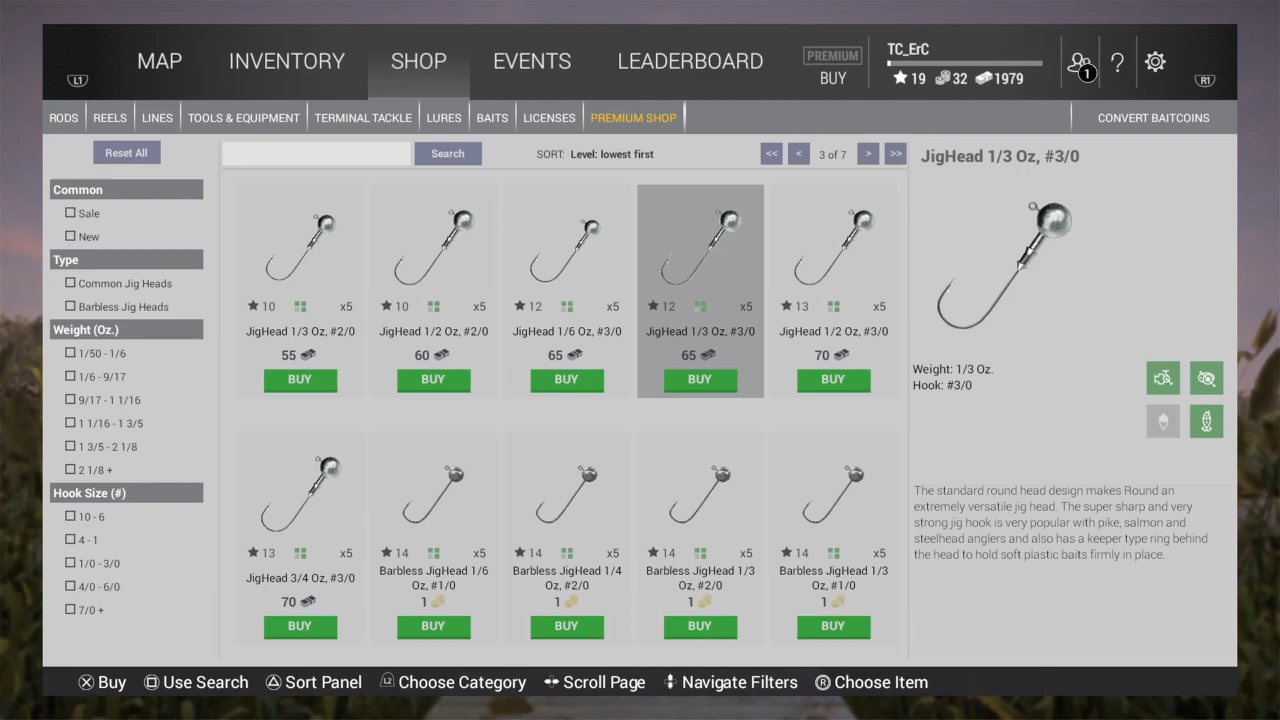 MAP
INVENTORY
SHOP
EVENTS
LEADERBOARD
PREMIUM
BUY
TC_ErC
19
32
1979
1
?
L1
R1
RODS
REELS
LINES
TOOLS & EQUIPMENT
TERMINAL TACKLE
LURES
BAITS
LICENSES
PREMIUM SHOP
CONVERT BAITCOINS
Reset All
Search
SORT: Level: lowest first
<<
<
3 of 7
>
>>
Common
Sale
New
Type
Common Jig Heads
Barbless Jig Heads
Weight (Oz.)
1/50 - 1/6
1/6 - 9/17
9/17 - 1 1/16
1 1/16 - 1 3/5
1 3/5 - 2 1/8
2 1/8 +
Hook Size (#)
10 - 6
4 - 1
1/0 - 3/0
4/0 - 6/0
7/0 +
10 x5
JigHead 1/3 Oz, #2/0
55
BUY
10 x5
JigHead 1/2 Oz, #2/0
60
BUY
12 x5
JigHead 1/6 Oz, #3/0
65
BUY
12 x5
JigHead 1/3 Oz, #3/0
65
BUY
13 x5
JigHead 1/2 Oz, #3/0
70
BUY
13 x5
JigHead 3/4 Oz, #3/0
70
BUY
14 x5
Barbless JigHead 1/6
Oz, #1/0
1
BUY
14 x5
Barbless JigHead 1/4
Oz, #2/0
1
BUY
14 x5
Barbless JigHead 1/3
Oz, #2/0
1
BUY
14 x5
Barbless JigHead 1/3
Oz, #1/0
1
BUY
JigHead 1/3 Oz, #3/0
Weight: 1/3 Oz.
Hook: #3/0
The standard round head design makes Round an
extremely versatile jig head. The super sharp and very
strong jig hook is very popular with pike, salmon and
steelhead anglers and also has a keeper type ring behind
the head to hold soft plastic baits firmly in place.
Buy
Use Search
Sort Panel
L2 Choose Category
Scroll Page
Navigate Filters
R Choose Item